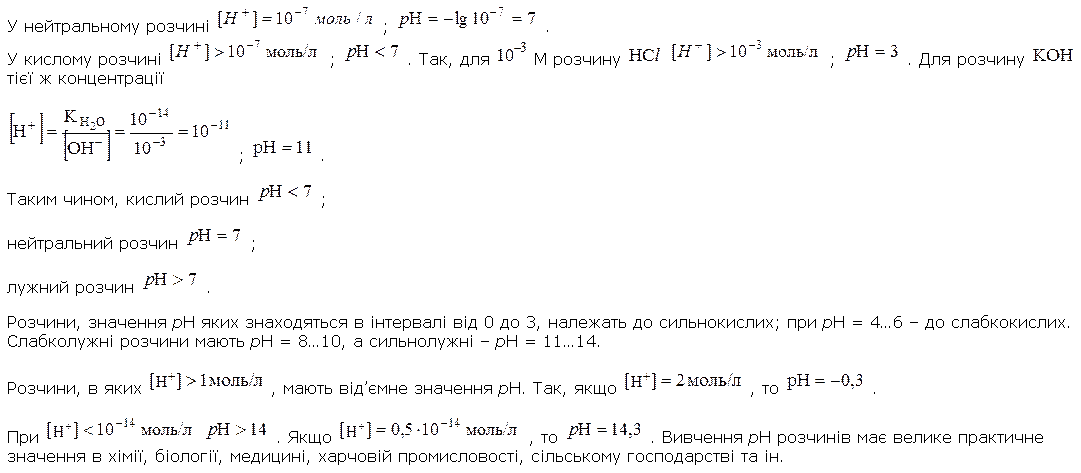 У нейтральному розчині [H⁺]=10⁻⁷ моль / л ; pH=−lg10⁻⁷=7 .
У кислому розчині [H⁺]>10⁻⁷ моль/л ; pH<7 . Так, для 10⁻³ М розчину HCl [H⁺]>10⁻³ моль/л ; pH=3 . Для розчину KOH
тієї ж концентрації
[H⁺]=K_H₂O/[OH⁻]=10⁻¹⁴/10⁻³=10⁻¹¹ ; pH=11 .
Таким чином, кислий розчин pH<7 ;
нейтральний розчин pH=7 ;
лужний розчин pH>7 .
Розчини, значення pH яких знаходяться в інтервалі від 0 до 3, належать до сильнокислих; при pH = 4…6 – до слабкокислих.
Слабколужні розчини мають pH = 8…10, а сильнолужні – pH = 11…14.
Розчини, в яких [H⁺]>1моль/л , мають від’ємне значення pH. Так, якщо [H⁺]=2моль/л , то pH=−0,3 .
При [H⁺]<10⁻¹⁴ моль/л pH>14 . Якщо [H⁺]=0,5·10⁻¹⁴ моль/л , то pH=14,3 . Вивчення pH розчинів має велике практичне
значення в хімії, біології, медицині, харчовій промисловості, сільському господарстві та ін.